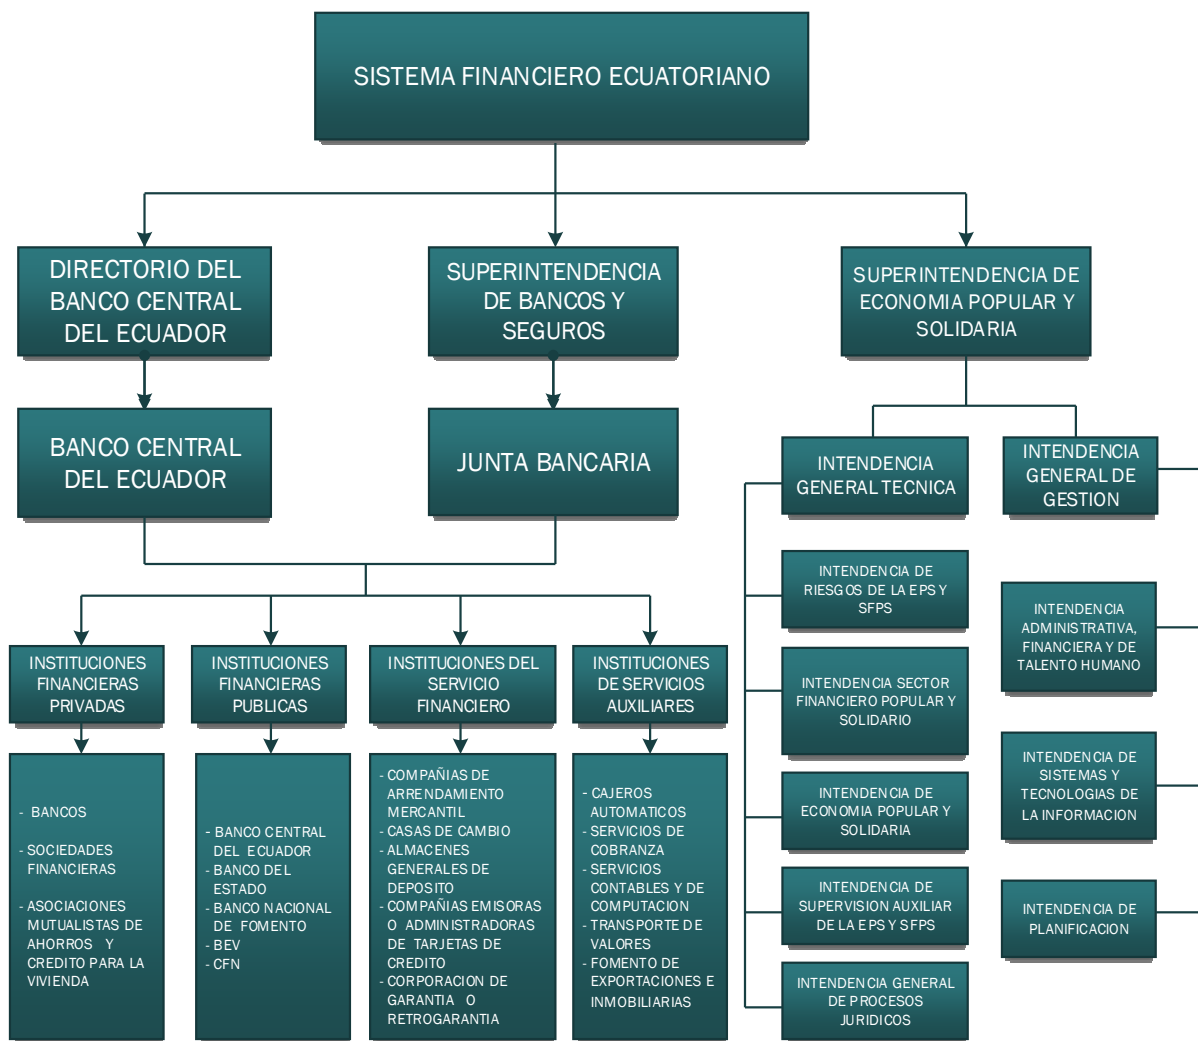 SISTEMA FINANCIERO ECUATORIANO
DIRECTORIO DEL
BANCO CENTRAL
DEL ECUADOR
SUPERINTENDENCIA
DE BANCOS Y
SEGUROS
SUPERINTENDENCIA DE
ECONOMIA POPULAR Y
SOLIDARIA
BANCO CENTRAL
DEL ECUADOR
JUNTA BANCARIA
INTENDENCIA
GENERAL TECNICA
INTENDENCIA
GENERAL DE
GESTION
INTENDENCIA DE
RIESGOS DE LA EPS Y
SFPS
INTENDENCIA
ADMINISTRATIVA,
FINANCIERA Y DE
TALENTO HUMANO
INSTITUCIONES
FINANCIERAS
PRIVADAS
INSTITUCIONES
FINANCIERAS
PUBLICAS
INSTITUCIONES DEL
SERVICIO
FINANCIERO
INSTITUCIONES
DE SERVICIOS
AUXILIARES
INTENDENCIA SECTOR
FINANCIERO POPULAR Y
SOLIDARIO
INTENDENCIA DE
SISTEMAS Y
TECNOLOGIAS DE
LA INFORMACION
- BANCOS
- SOCIEDADES
FINANCIERAS
- ASOCIACIONES
MUTUALISTAS DE
AHORROS Y
CREDITO PARA LA
VIVIENDA
- BANCO CENTRAL
DEL ECUADOR
- BANCO DEL
ESTADO
- BANCO NACIONAL
DE FOMENTO
- BEV
- CFN
- COMPAÑIAS DE
ARRENDAMIENTO
MERCANTIL
- CASAS DE CAMBIO
- ALMACENES
GENERALES DE
DEPOSITO
- COMPAÑIAS EMISORAS
O ADMINISTRADORAS
DE TARJETAS DE
CREDITO
- CORPORACION DE
GARANTIA O
RETROGARANTIA
- CAJEROS
AUTOMATICOS
- SERVICIOS DE
COBRANZA
- SERVICIOS
CONTABLES Y DE
COMPUTACION
- TRANSPORTE DE
VALORES
- FOMENTO DE
EXPORTACIONES E
INMOBILIARIAS
INTENDENCIA DE
ECONOMIA POPULAR Y
SOLIDARIA
INTENDENCIA DE
SUPERVISION AUXILIAR
DE LA EPS Y SFPS
INTENDENCIA DE
PLANIFICACION
INTENDENCIA GENERAL
DE PROCESOS
JURIDICOS